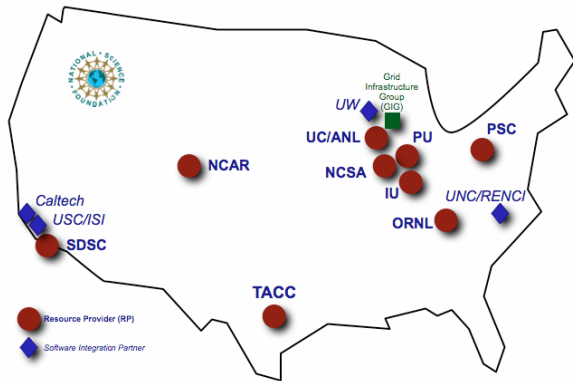 NATIONAL SCIENCE FOUNDATION
Grid
Infrastructure
Group
(GIG)
UW
UC/ANL
PU
PSC
NCAR
NCSA
IU
Caltech
USC/ISI
UNC/RENCI
ORNL
SDSC
TACC
Resource Provider (RP)
Software Integration Partner